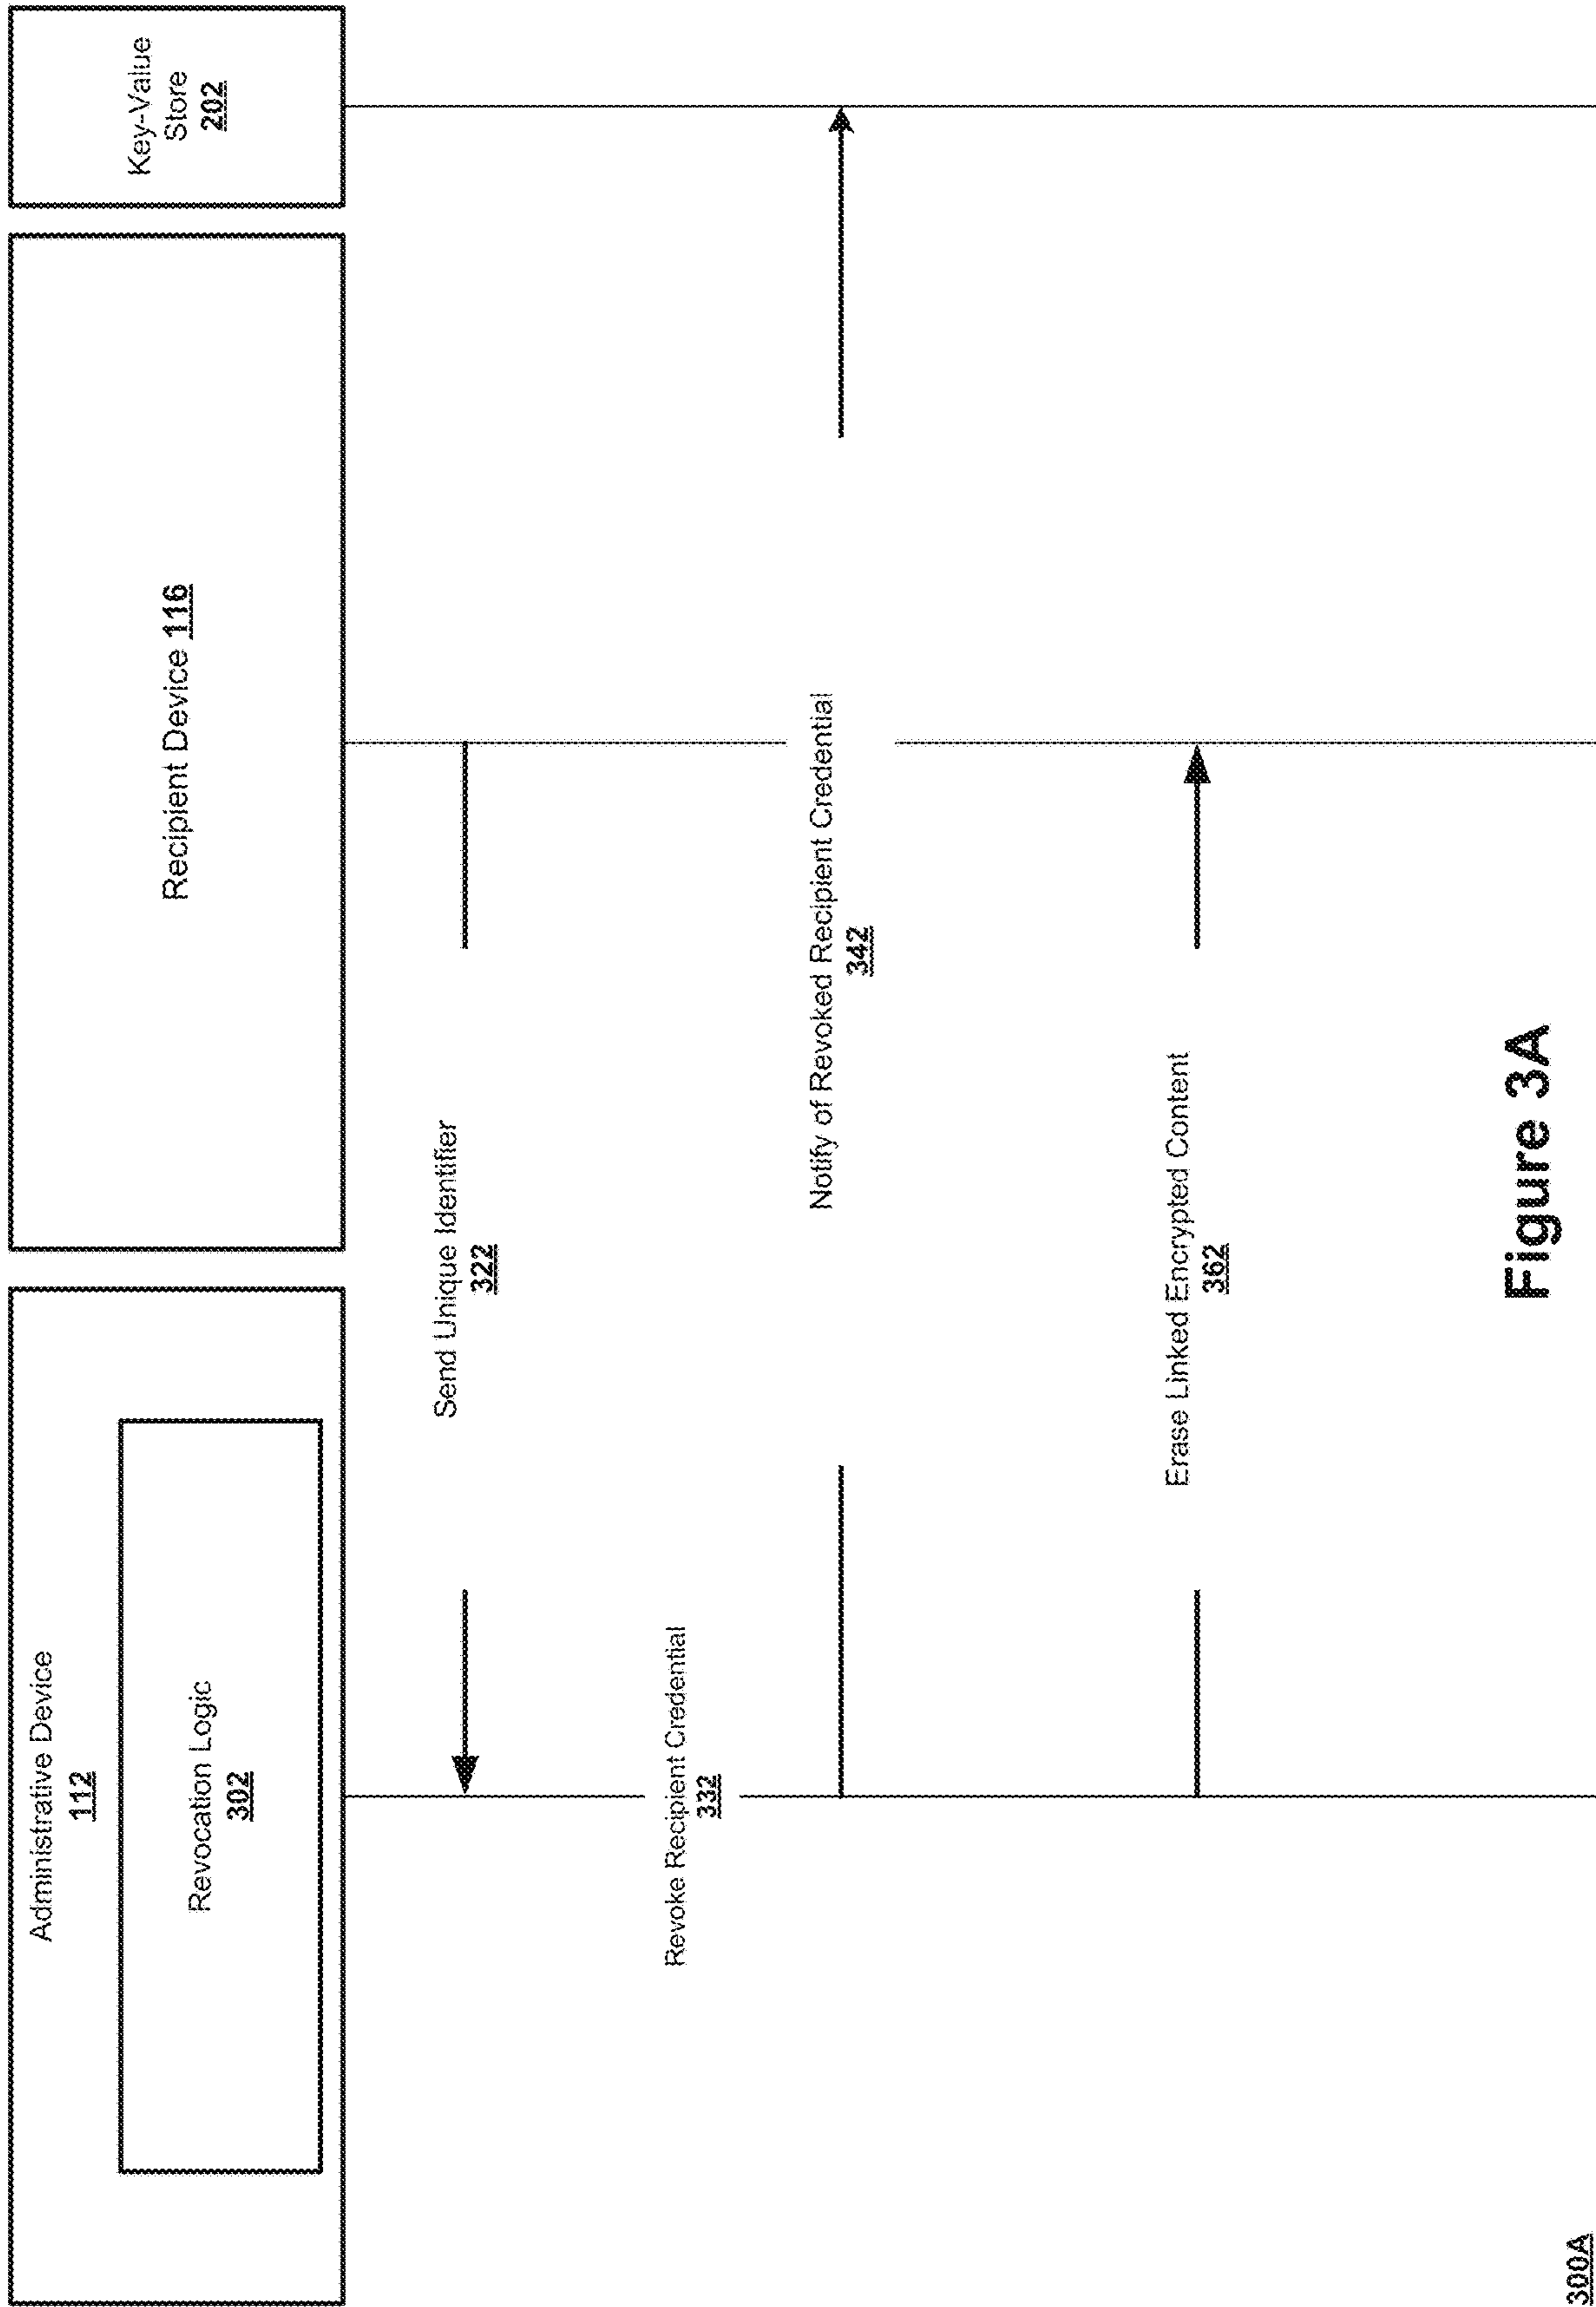 Administrative Device
112
Revocation Logic
302
Recipient Device 116
Key-Value
Store
202
Send Unique Identifier
322
Revoke Recipient Credential
332
Notify of Revoked Recipient Credential
342
Erase Linked Encrypted Content
362
300A
Figure 3A